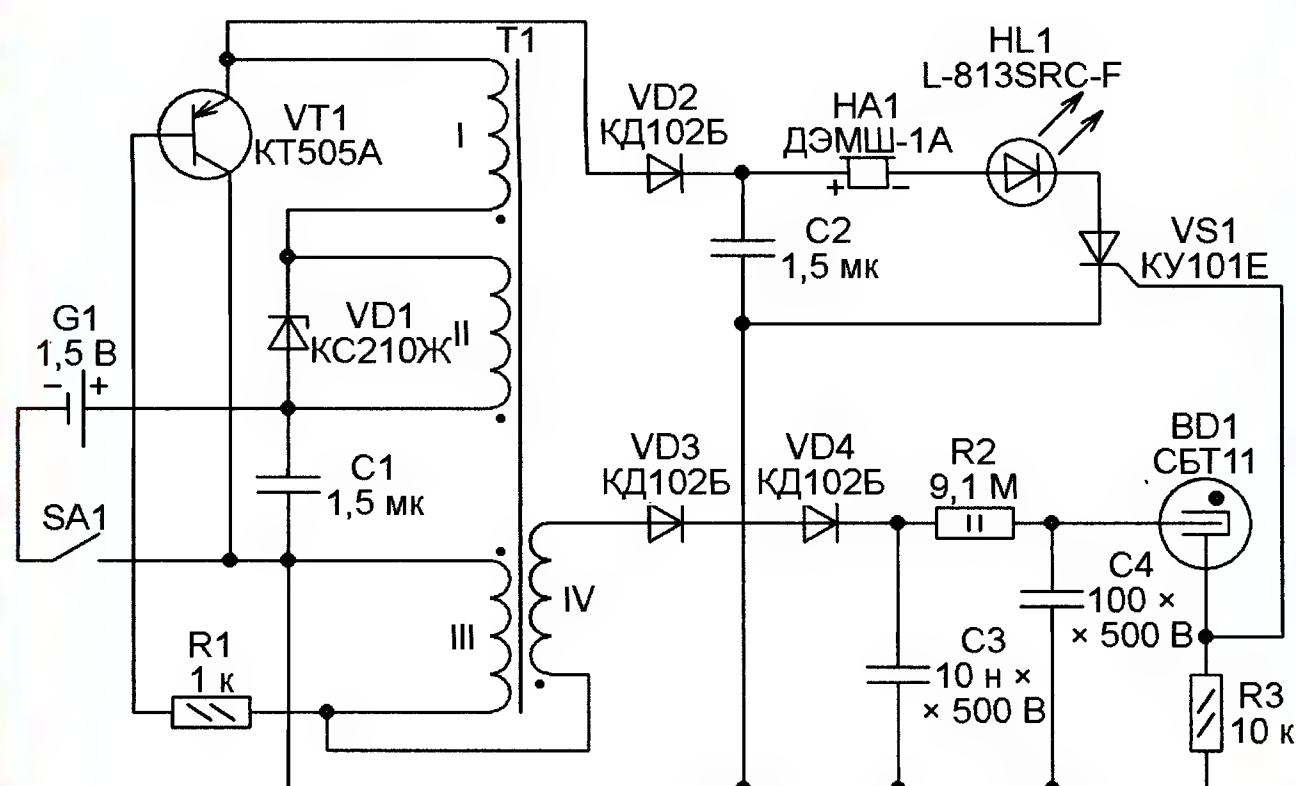 T1
HL1
L-813SRC-F
VT1
КТ505А
I
VD2
КД102Б
HA1
ДЭМШ-1А
+
−
C2
1,5 мк
VS1
КУ101Е
G1
1,5 В
−
+
VD1
КС210Ж
II
C1
1,5 мк
SA1
VD3
КД102Б
VD4
КД102Б
R2
9,1 М
BD1
СБТ11
R1
1 к
III
IV
C3
10 н ×
× 500 В
C4
100 ×
× 500 В
R3
10 к